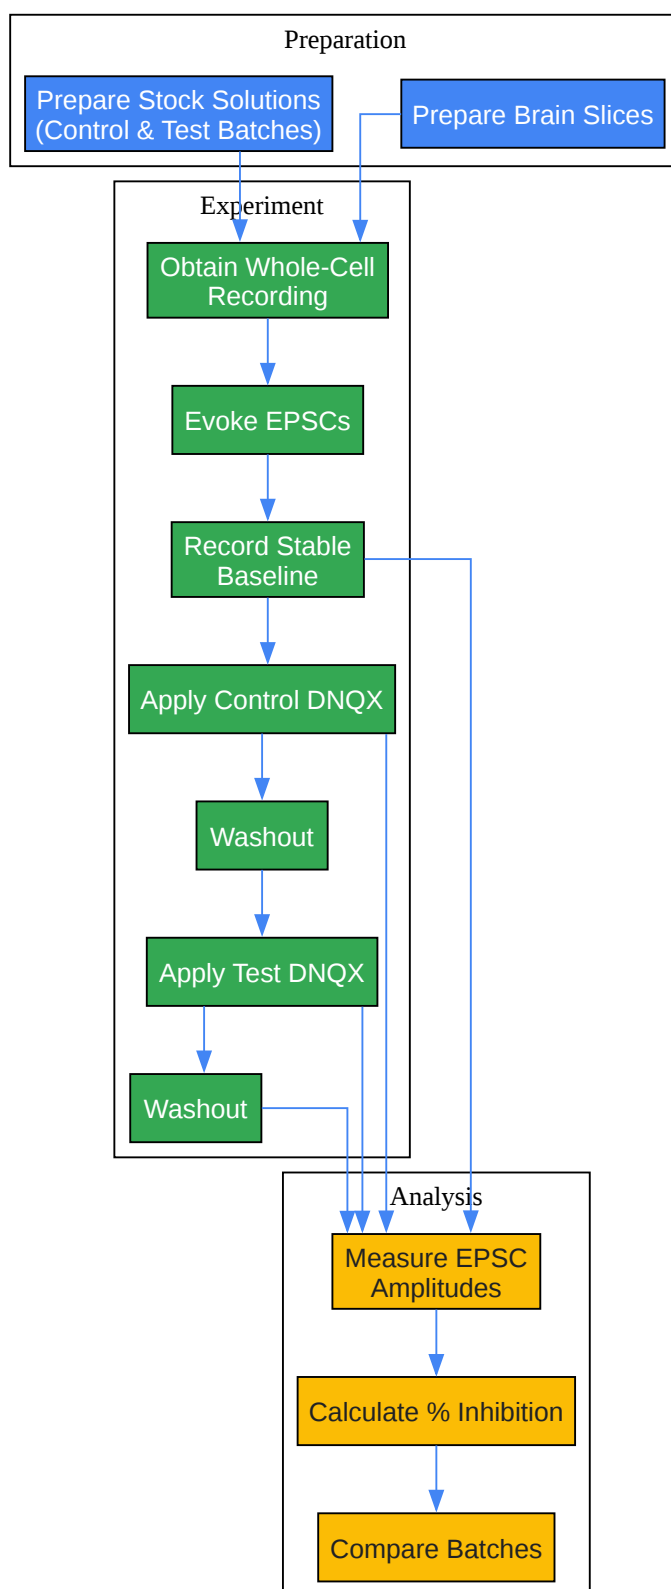 Preparation
Prepare Stock Solutions
(Control & Test Batches)
Prepare Brain Slices
Experiment
Obtain Whole-Cell
Recording
Evoke EPSCs
Record Stable
Baseline
Apply Control DNQX
Washout
Apply Test DNQX
Washout
Analysis
Measure EPSC
Amplitudes
Calculate % Inhibition
Compare Batches